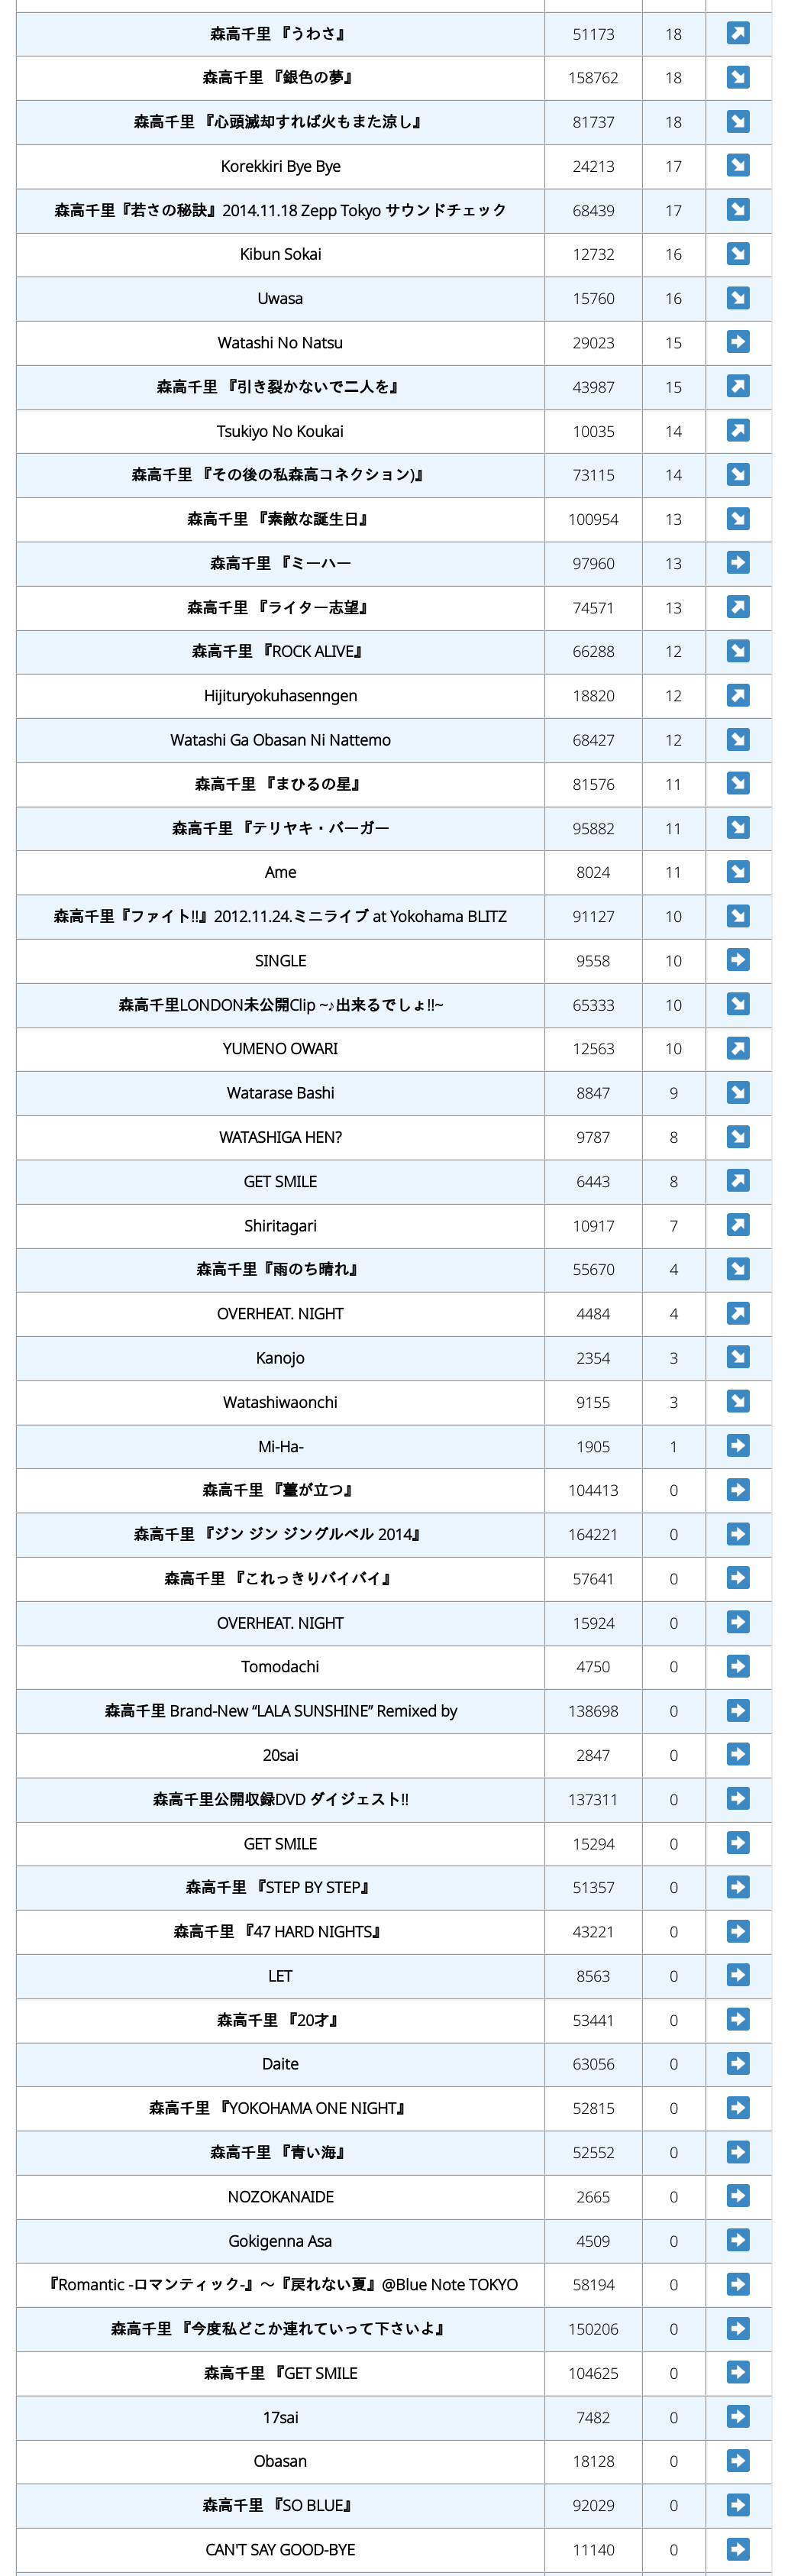 森高千里 『うわさ』 51173 18 ↗
森高千里 『銀色の夢』 158762 18 ↘
森高千里 『心頭滅却すれば火もまた涼し』 81737 18 ↘
Korekkiri Bye Bye 24213 17 ↘
森高千里『若さの秘訣』2014.11.18 Zepp Tokyo サウンドチェック 68439 17 ↘
Kibun Sokai 12732 16 ↘
Uwasa 15760 16 ↘
Watashi No Natsu 29023 15 ➡
森高千里 『引き裂かないで二人を』 43987 15 ↗
Tsukiyo No Koukai 10035 14 ↗
森高千里 『その後の私森高コネクション)』 73115 14 ↘
森高千里 『素敵な誕生日』 100954 13 ↘
森高千里 『ミーハー 97960 13 ➡
森高千里 『ライター志望』 74571 13 ↗
森高千里 『ROCK ALIVE』 66288 12 ↘
Hijituryokuhasenngen 18820 12 ↗
Watashi Ga Obasan Ni Nattemo 68427 12 ↘
森高千里 『まひるの星』 81576 11 ↘
森高千里 『テリヤキ・バーガー 95882 11 ↘
Ame 8024 11 ↘
森高千里『ファイト!!』2012.11.24.ミニライブ at Yokohama BLITZ 91127 10 ↘
SINGLE 9558 10 ➡
森高千里LONDON未公開Clip ~♪出来るでしょ!!~ 65333 10 ↘
YUMENO OWARI 12563 10 ↗
Watarase Bashi 8847 9 ↘
WATASHIGA HEN? 9787 8 ↘
GET SMILE 6443 8 ↗
Shiritagari 10917 7 ↗
森高千里『雨のち晴れ』 55670 4 ↘
OVERHEAT. NIGHT 4484 4 ↗
Kanojo 2354 3 ↘
Watashiwaonchi 9155 3 ↘
Mi-Ha- 1905 1 ➡
森高千里 『薹が立つ』 104413 0 ➡
森高千里 『ジン ジン ジングルベル 2014』 164221 0 ➡
森高千里 『これっきりバイバイ』 57641 0 ➡
OVERHEAT. NIGHT 15924 0 ➡
Tomodachi 4750 0 ➡
森高千里 Brand-New “LALA SUNSHINE” Remixed by 138698 0 ➡
20sai 2847 0 ➡
森高千里公開収録DVD ダイジェスト!! 137311 0 ➡
GET SMILE 15294 0 ➡
森高千里 『STEP BY STEP』 51357 0 ➡
森高千里 『47 HARD NIGHTS』 43221 0 ➡
LET 8563 0 ➡
森高千里 『20才』 53441 0 ➡
Daite 63056 0 ➡
森高千里 『YOKOHAMA ONE NIGHT』 52815 0 ➡
森高千里 『青い海』 52552 0 ➡
NOZOKANAIDE 2665 0 ➡
Gokigenna Asa 4509 0 ➡
『Romantic -ロマンティック-』～『戻れない夏』@Blue Note TOKYO 58194 0 ➡
森高千里 『今度私どこか連れていって下さいよ』 150206 0 ➡
森高千里 『GET SMILE 104625 0 ➡
17sai 7482 0 ➡
Obasan 18128 0 ➡
森高千里 『SO BLUE』 92029 0 ➡
CAN'T SAY GOOD-BYE 11140 0 ➡